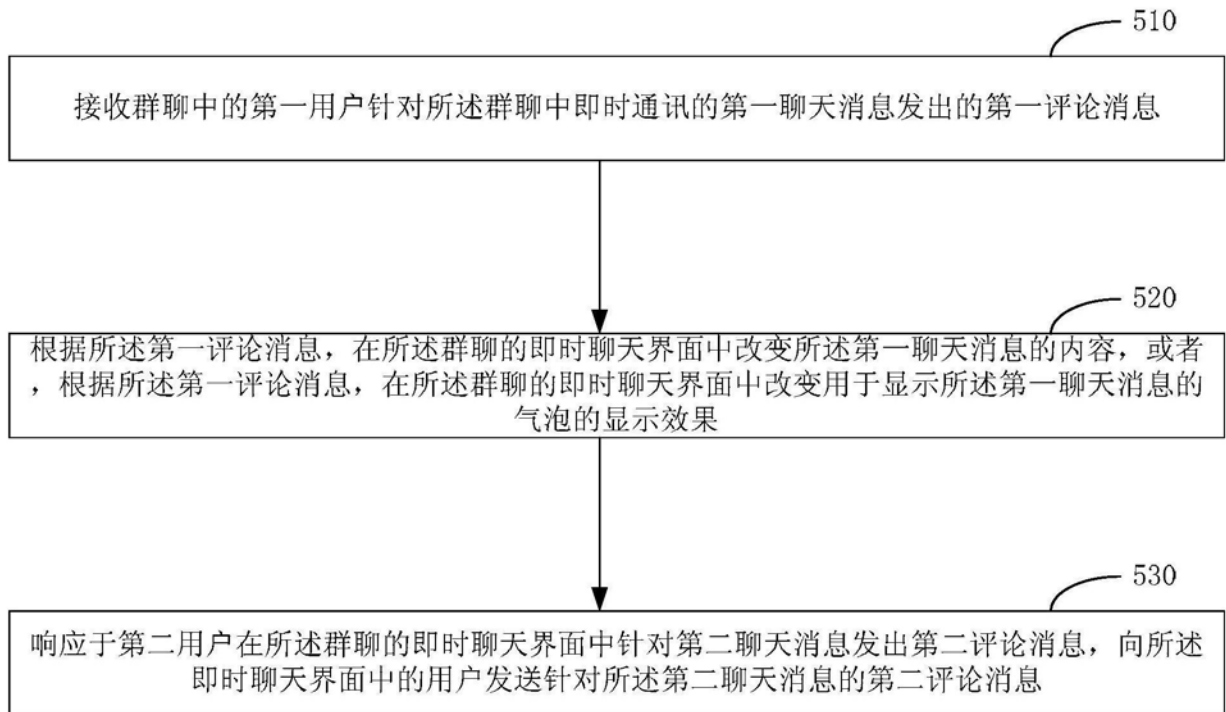 510
接收群聊中的第一用户针对所述群聊中即时通讯的第一聊天消息发出的第一评论消息
520
根据所述第一评论消息，在所述群聊的即时聊天界面中改变所述第一聊天消息的内容，或者
，根据所述第一评论消息，在所述群聊的即时聊天界面中改变用于显示所述第一聊天消息的
气泡的显示效果
530
响应于第二用户在所述群聊的即时聊天界面中针对第二聊天消息发出第二评论消息，向所述
即时聊天界面中的用户发送针对所述第二聊天消息的第二评论消息